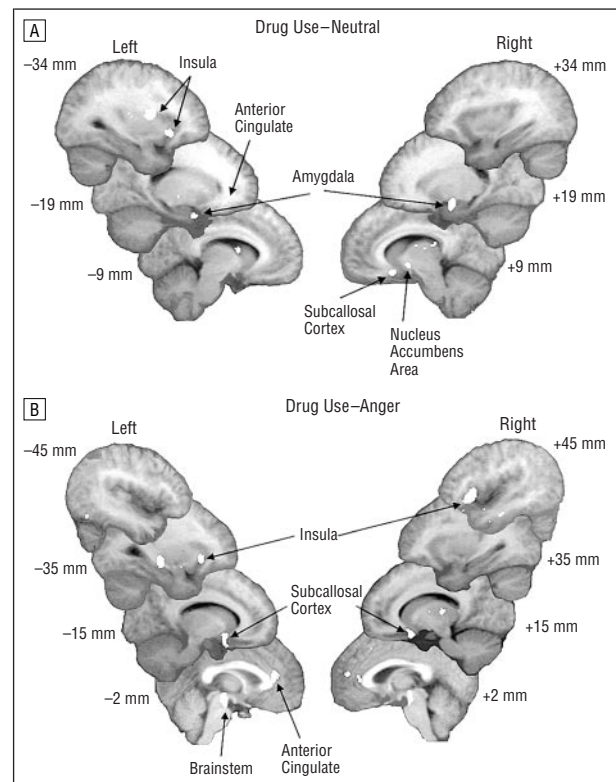 A
Drug Use–Neutral
Left
Right
–34 mm
Insula
+34 mm
Anterior
Cingulate
Amygdala
–19 mm
+19 mm
–9 mm
+9 mm
Subcallosal
Cortex
Nucleus
Accumbens
Area
B
Drug Use–Anger
Left
Right
–45 mm
+45 mm
Insula
–35 mm
+35 mm
Subcallosal
Cortex
–15 mm
+15 mm
–2 mm
+2 mm
Brainstem
Anterior
Cingulate